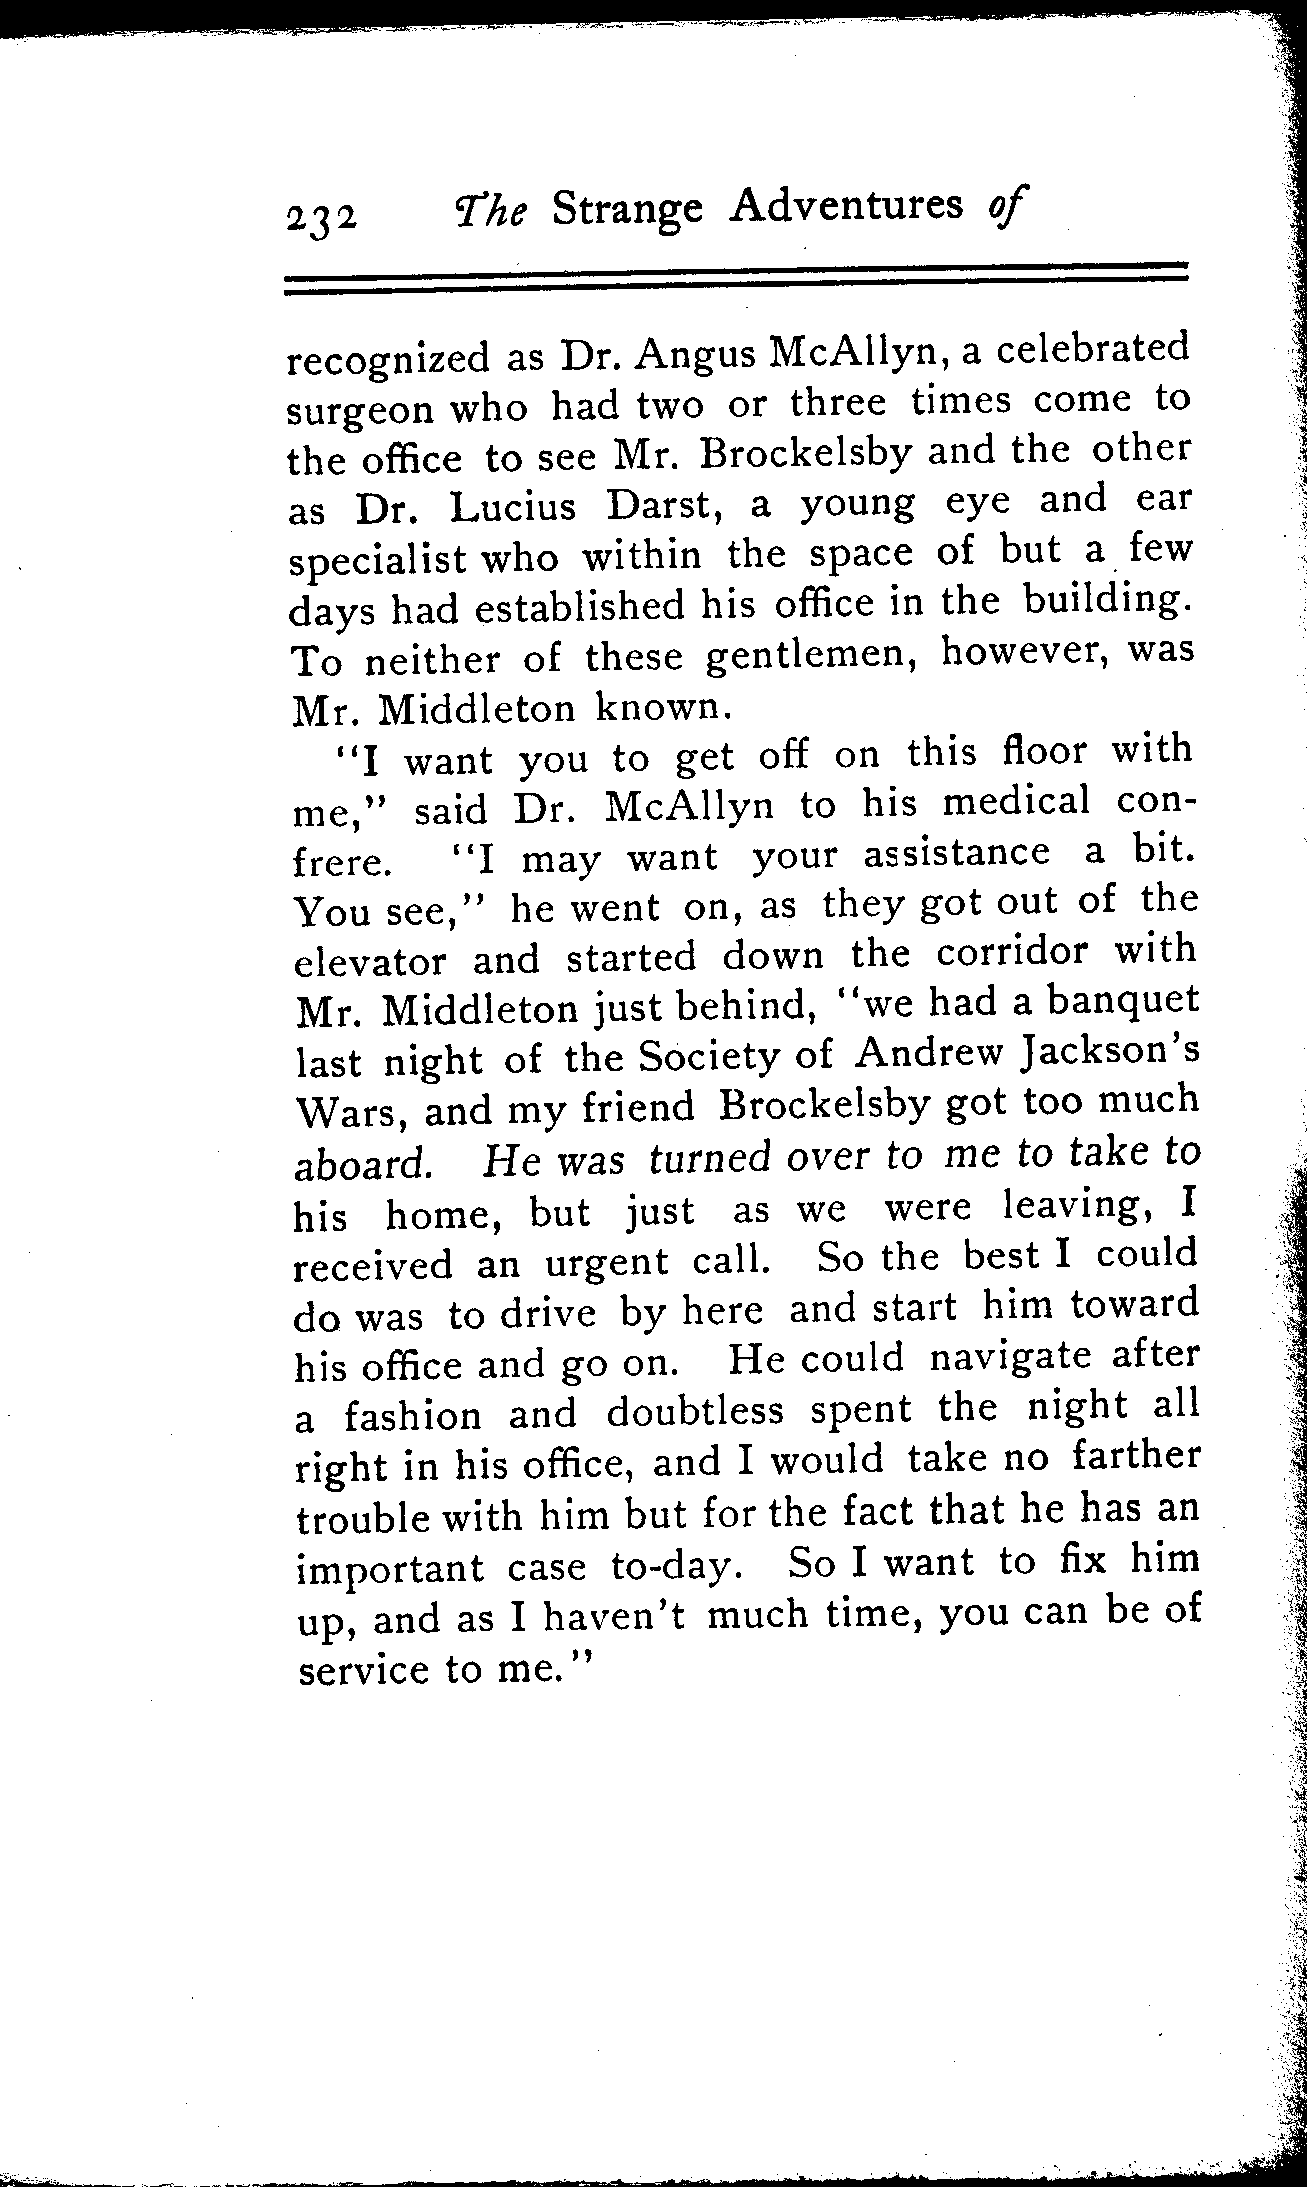 232 The Strange Adventures of
recognized as Dr. Angus McAllyn, a celebrated
surgeon who had two or three times come to
the office to see Mr. Brockelsby and the other
as Dr. Lucius Darst, a young eye and ear
specialist who within the space of but a few
days had established his office in the building.
To neither of these gentlemen, however, was
Mr. Middleton known.
"I want you to get off on this floor with
me," said Dr. McAllyn to his medical con-
frere. "I may want your assistance a bit.
You see," he went on, as they got out of the
elevator and started down the corridor with
Mr. Middleton just behind, "we had a banquet
last night of the Society of Andrew Jackson's
Wars, and my friend Brockelsby got too much
aboard. He was turned over to me to take to
his home, but just as we were leaving, I
received an urgent call. So the best I could
do was to drive by here and start him toward
his office and go on. He could navigate after
a fashion and doubtless spent the night all
right in his office, and I would take no farther
trouble with him but for the fact that he has an
important case to-day. So I want to fix him
up, and as I haven't much time, you can be of
service to me."